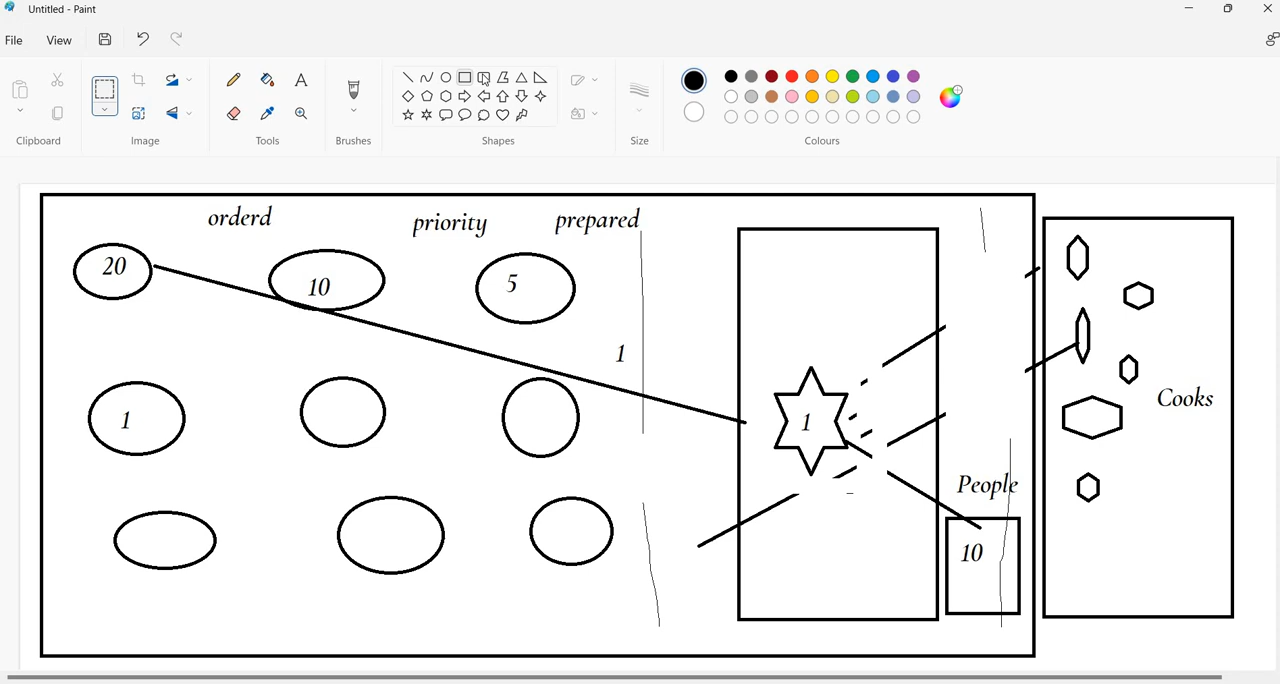 Untitled - Paint
File View
Clipboard Image Tools Brushes Shapes Size Colours
orderd priority prepared
20 10 5
1
1 1
Cooks
People
10